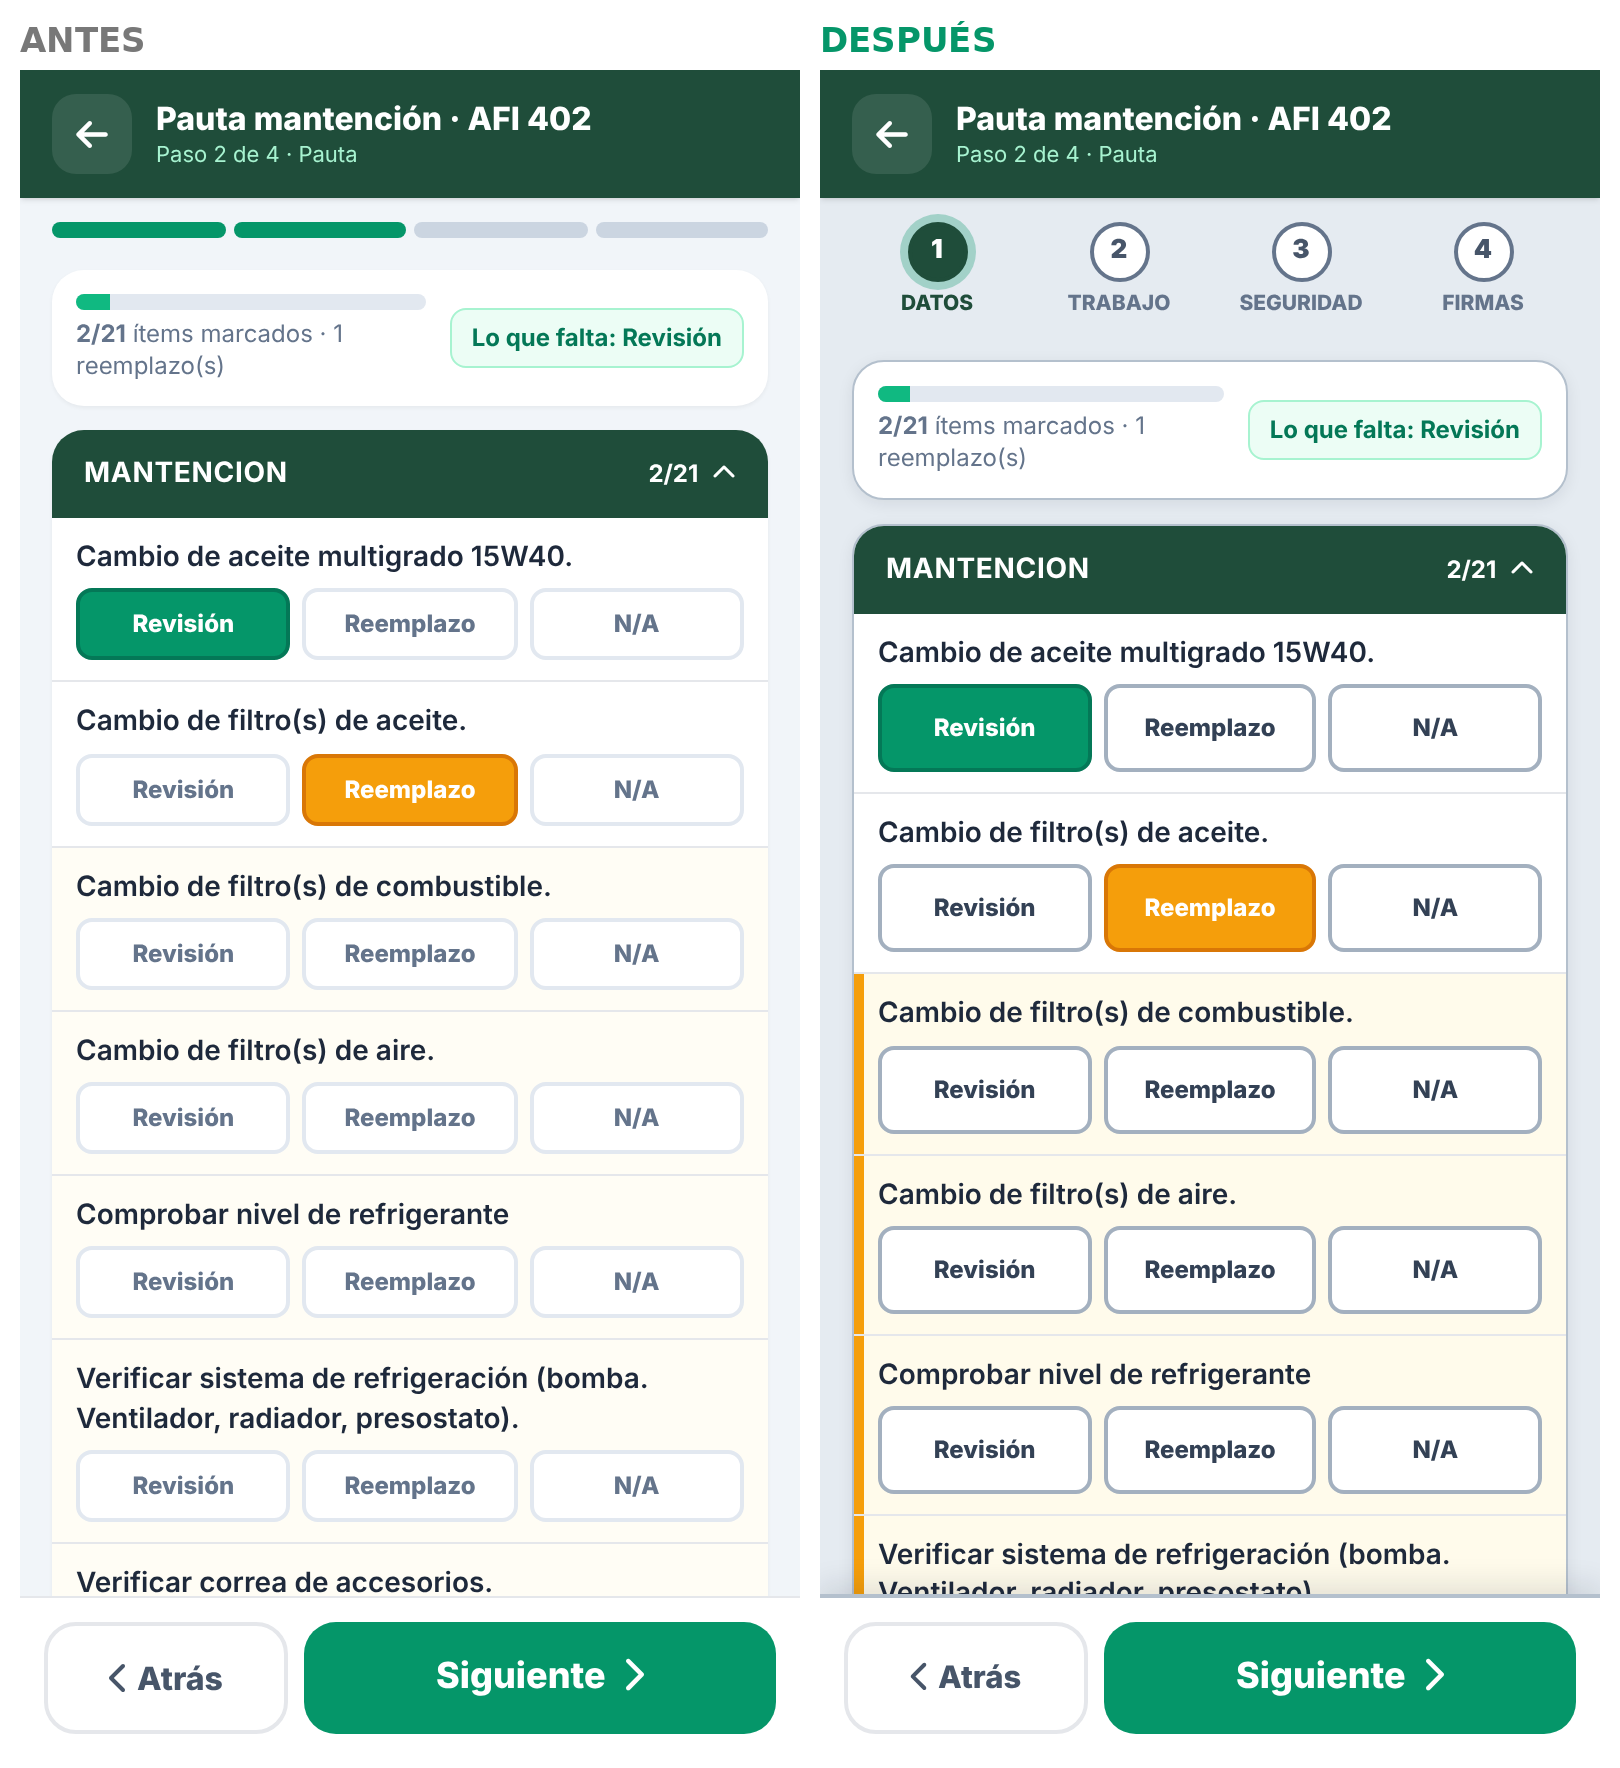 ANTES
Pauta mantención · AFI 402
Paso 2 de 4 · Pauta
2/21 ítems marcados · 1
reemplazo(s)
Lo que falta: Revisión
MANTENCION 2/21
Cambio de aceite multigrado 15W40.
Revisión Reemplazo N/A
Cambio de filtro(s) de aceite.
Revisión Reemplazo N/A
Cambio de filtro(s) de combustible.
Revisión Reemplazo N/A
Cambio de filtro(s) de aire.
Revisión Reemplazo N/A
Comprobar nivel de refrigerante
Revisión Reemplazo N/A
Verificar sistema de refrigeración (bomba.
Ventilador, radiador, presostato).
Revisión Reemplazo N/A
Verificar correa de accesorios.
Atrás Siguiente
DESPUÉS
Pauta mantención · AFI 402
Paso 2 de 4 · Pauta
1 2 3 4
DATOS TRABAJO SEGURIDAD FIRMAS
2/21 ítems marcados · 1
reemplazo(s)
Lo que falta: Revisión
MANTENCION 2/21
Cambio de aceite multigrado 15W40.
Revisión Reemplazo N/A
Cambio de filtro(s) de aceite.
Revisión Reemplazo N/A
Cambio de filtro(s) de combustible.
Revisión Reemplazo N/A
Cambio de filtro(s) de aire.
Revisión Reemplazo N/A
Comprobar nivel de refrigerante
Revisión Reemplazo N/A
Verificar sistema de refrigeración (bomba.
Ventilador, radiador, presostato)
Atrás Siguiente